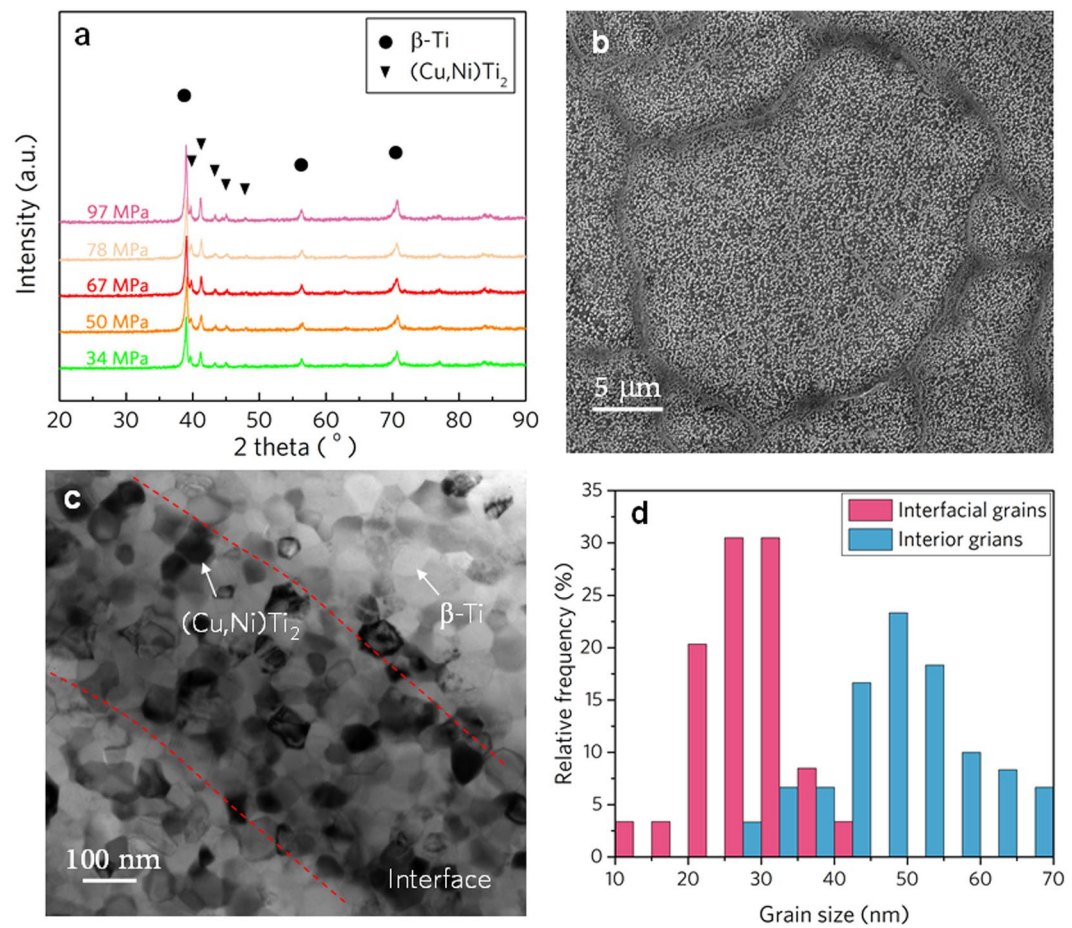 a
β-Ti
(Cu,Ni)Ti2
97 MPa
78 MPa
67 MPa
50 MPa
34 MPa
Intensity (a.u.)
20 30 40 50 60 70 80 90
2 theta ( ° )
b
5 μm
c
(Cu,Ni)Ti2
β-Ti
100 nm
Interface
d
Interfacial grains
Interior grians
35
30
25
20
15
10
5
0
Relative frequency (%)
10 20 30 40 50 60 70
Grain size (nm)